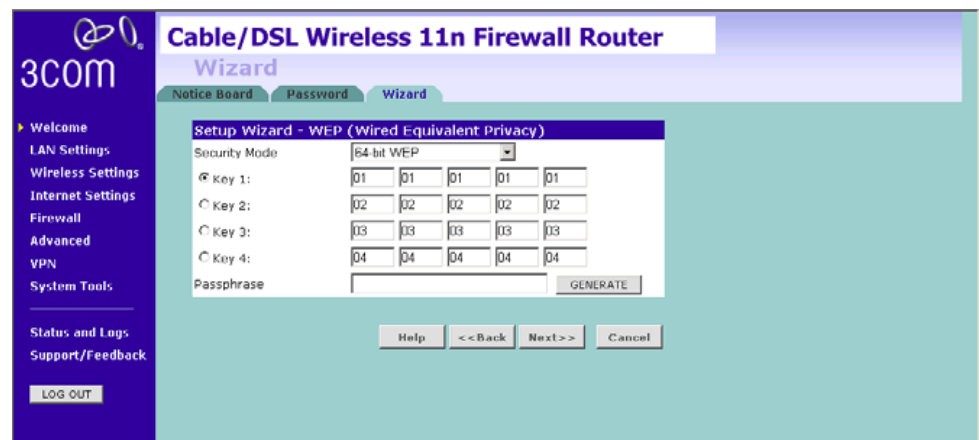 3COM
Cable/DSL Wireless 11n Firewall Router
Wizard
Notice Board Password Wizard
Welcome
LAN Settings
Wireless Settings
Internet Settings
Firewall
Advanced
VPN
System Tools
Status and Logs
Support/Feedback
LOG OUT
Setup Wizard - WEP (Wired Equivalent Privacy)
Security Mode 64-bit WEP
Key 1: 01 01 01 01 01
Key 2: 02 02 02 02 02
Key 3: 03 03 03 03 03
Key 4: 04 04 04 04 04
Passphrase GENERATE
Help <<Back Next>> Cancel